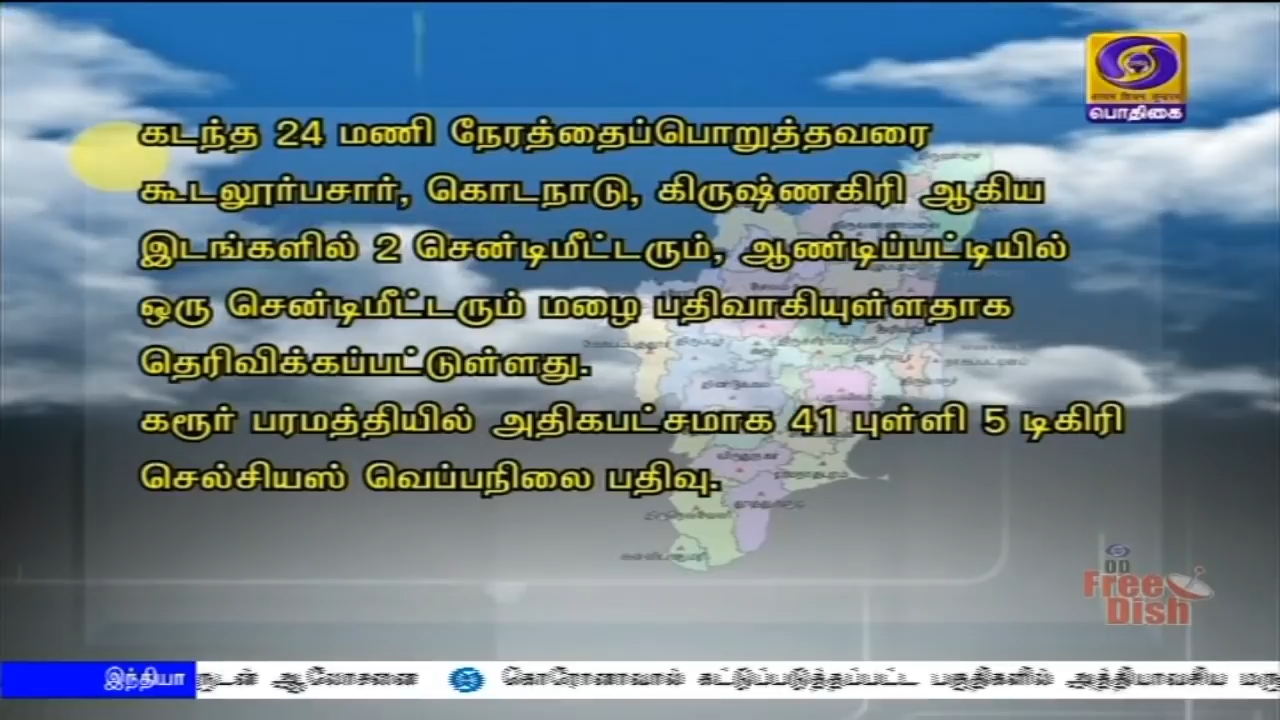 பொதிகை
கடந்த 24 மணி நேரத்தைப்பொறுத்தவரை
கூடலூர்பசார், கொடநாடு, கிருஷ்ணகிரி ஆகிய
இடங்களில் 2 சென்டிமீட்டரும், ஆண்டிப்பட்டியில்
ஒரு சென்டிமீட்டரும் மழை பதிவாகியுள்ளதாக
தெரிவிக்கப்பட்டுள்ளது.
கரூர் பரமத்தியில் அதிகபட்சமாக 41 புள்ளி 5 டிகிரி
செல்சியஸ் வெப்பநிலை பதிவு.
DD
Free
Dish
இந்தியா ருடன் ஆலோசனை கொரோனாவால் கட்டுப்படுத்தப்பட்ட பகுதிகளில் அத்தியாவசிய மரு